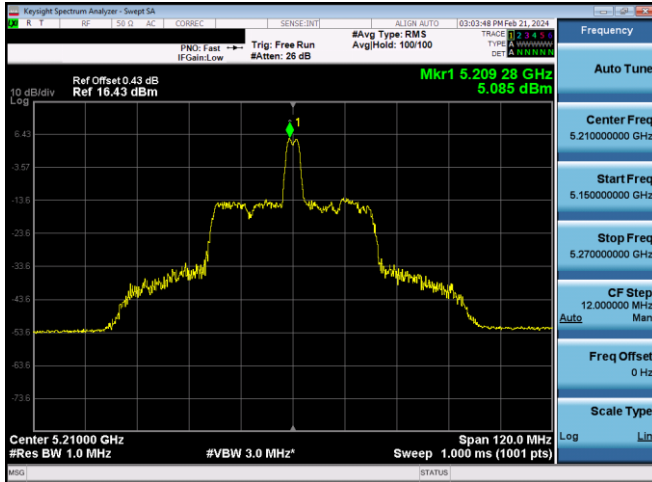 Keysight Spectrum Analyzer - Swept SA
R T RF 50 Ω AC CORREC SENSE:INT ALIGN AUTO 03:03:48 PM Feb 21, 2024
#Avg Type: RMS TRACE 1 2 3 4 5 6
PNO: Fast Trig: Free Run Avg|Hold: 100/100 TYPE A WWWWW
IFGain:Low #Atten: 26 dB DET A N N N N N
Ref Offset 0.43 dB Mkr1 5.209 28 GHz
10 dB/div Ref 16.43 dBm 5.085 dBm
Log
1
6.43
-3.57
-13.6
-23.6
-33.6
-43.6
-53.6
-63.6
-73.6
Center 5.21000 GHz Span 120.0 MHz
#Res BW 1.0 MHz #VBW 3.0 MHz* Sweep 1.000 ms (1001 pts)
MSG STATUS
Frequency
Auto Tune
Center Freq
5.210000000 GHz
Start Freq
5.150000000 GHz
Stop Freq
5.270000000 GHz
CF Step
12.000000 MHz
Auto Man
Freq Offset
0 Hz
Scale Type
Log Lin